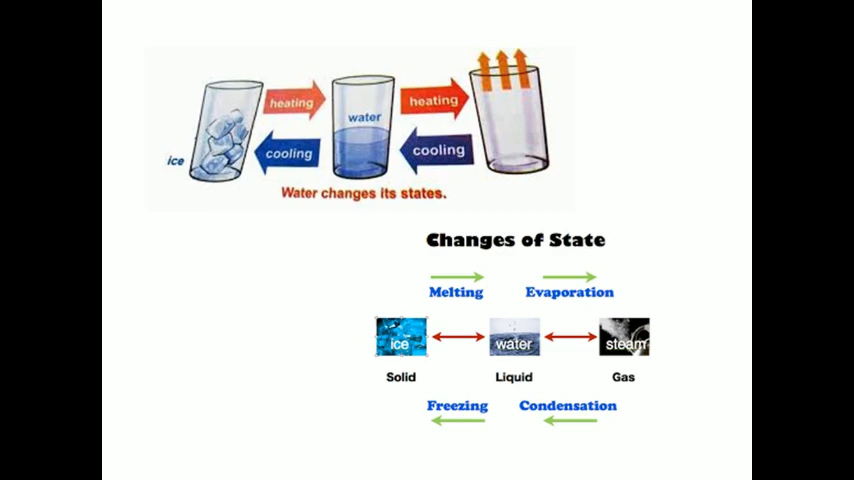 heating
heating
water
ice
cooling
cooling
Water changes its states.
Changes of State
Melting
Evaporation
ice
water
steam
Solid
Liquid
Gas
Freezing
Condensation